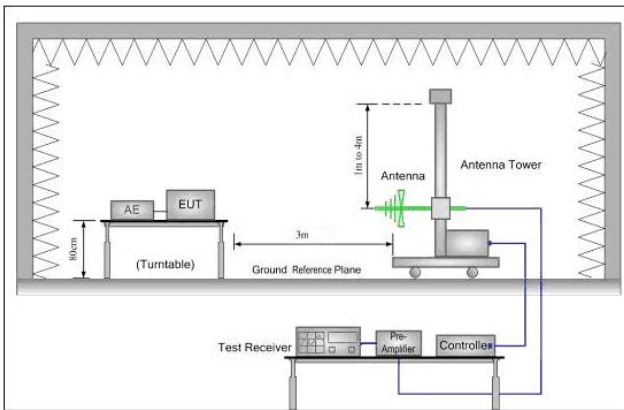 1m to 4m
Antenna
Antenna Tower
AE
EUT
3m
80cm
(Turntable)
Ground Reference Plane
Test Receiver
Pre-
Amplifier
Controller